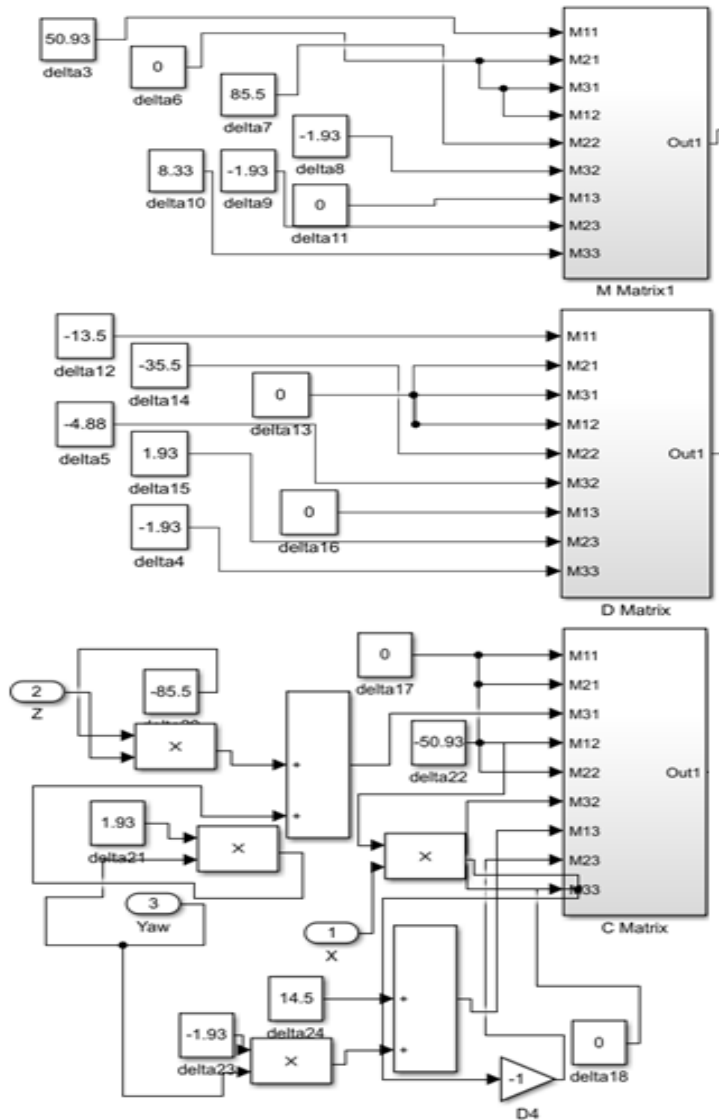 50.93
delta3
0
delta6
85.5
delta7
-1.93
delta8
8.33
delta10
-1.93
delta9
0
delta11
M11
M21
M31
M12
M22
M32
M13
M23
M33
Out1
M Matrix1
-13.5
delta12
-35.5
delta14
0
delta13
-4.88
delta5
1.93
delta15
0
delta16
-1.93
delta4
M11
M21
M31
M12
M22
M32
M13
M23
M33
Out1
D Matrix
2
Z
-85.5
×
+
+
0
delta17
-50.93
delta22
1.93
delta21
×
×
3
Yaw
1
X
14.5
delta24
+
+
-1.93
delta23
×
-1
D4
0
delta18
M11
M21
M31
M12
M22
M32
M13
M23
M33
Out1
C Matrix